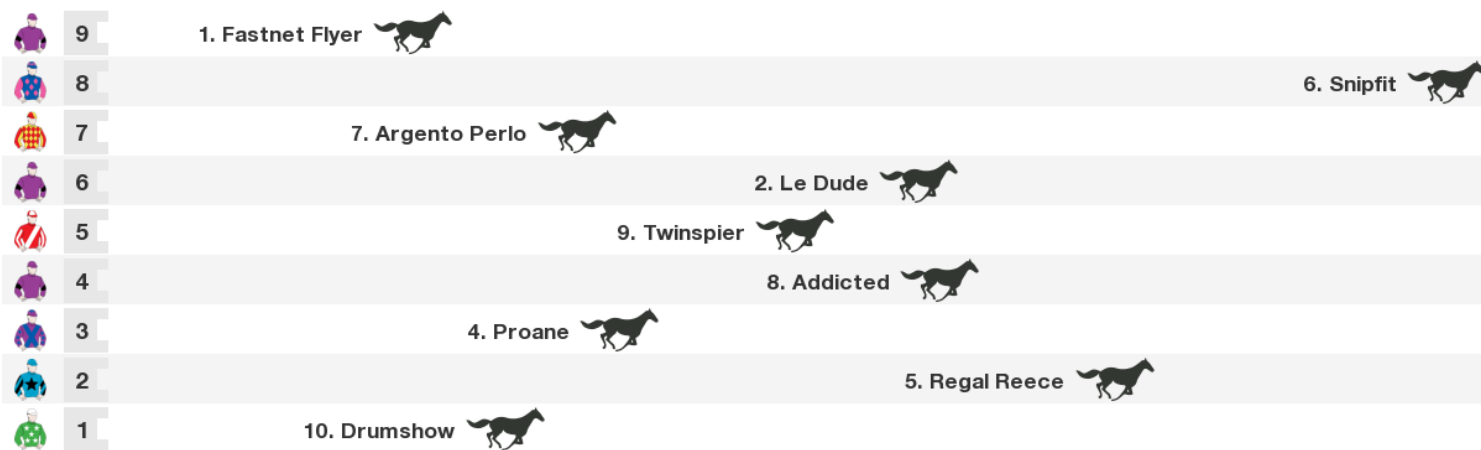 9 1. Fastnet Flyer
8 6. Snipfit
7 7. Argento Perlo
6 2. Le Dude
5 9. Twinspier
4 8. Addicted
3 4. Proane
2 5. Regal Reece
1 10. Drumshow